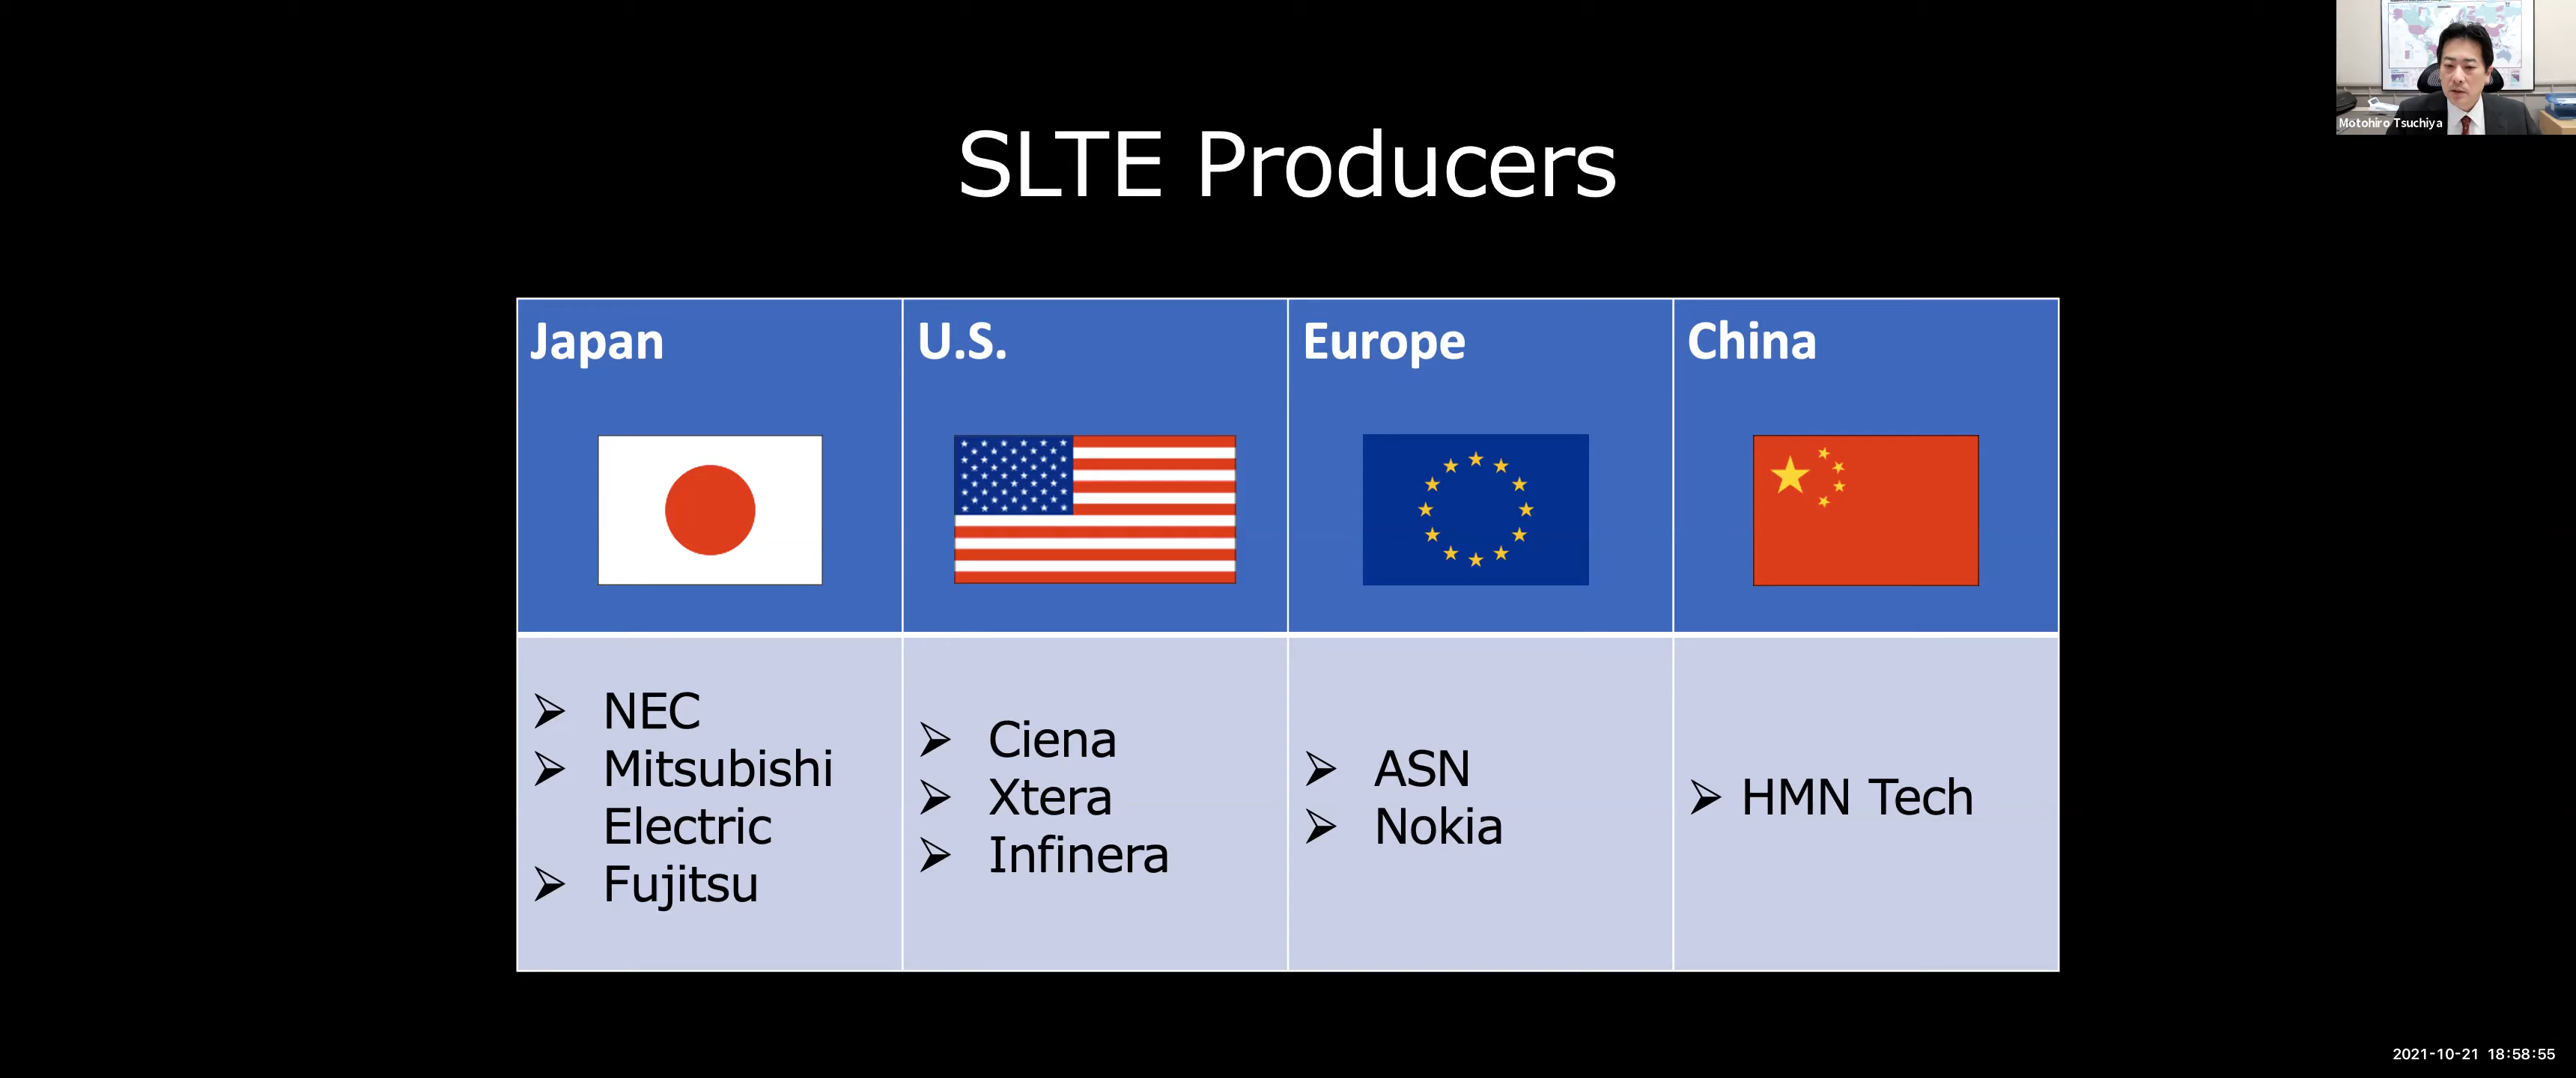 Motohiro Tsuchiya
SLTE Producers
Japan
U.S.
Europe
China
➢ NEC
➢ Mitsubishi
Electric
➢ Fujitsu
➢ Ciena
➢ Xtera
➢ Infinera
➢ ASN
➢ Nokia
➢ HMN Tech
2021-10-21 18:58:55